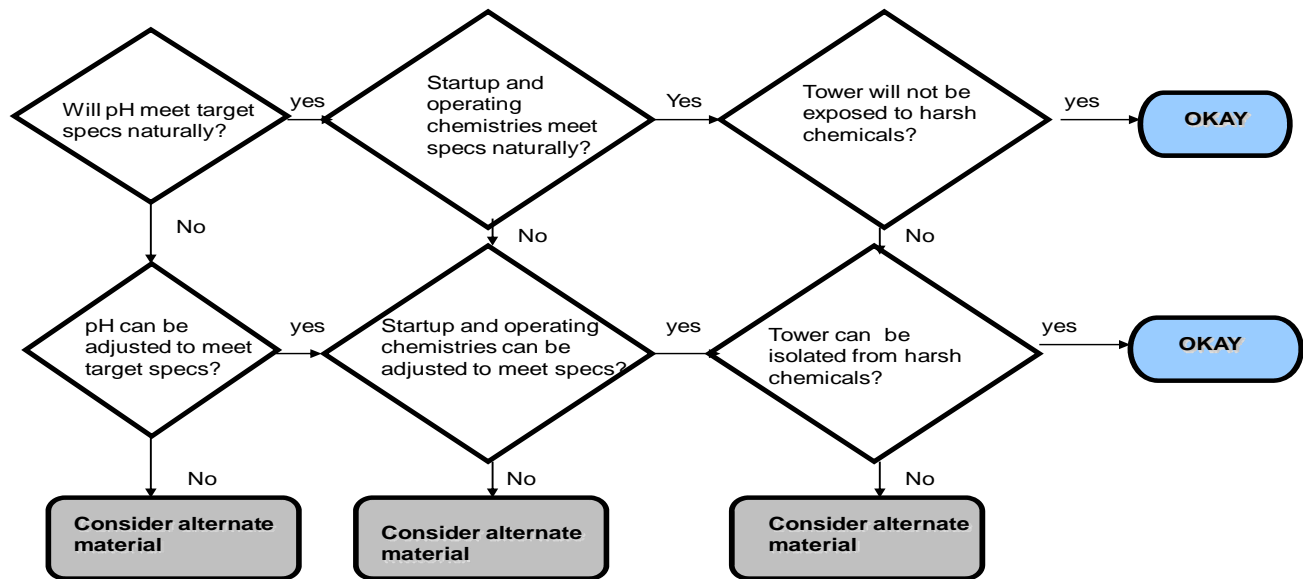 Will pH meet target
specs naturally?
yes
Startup and
operating
chemistries meet
specs naturally?
Yes
Tower will not be
exposed to harsh
chemicals?
yes
OKAY
No
No
No
pH can be
adjusted to meet
target specs?
yes
Startup and operating
chemistries can be
adjusted to meet specs?
yes
Tower can be
isolated from harsh
chemicals?
yes
OKAY
No
No
No
Consider alternate
material
Consider alternate
material
Consider alternate
material